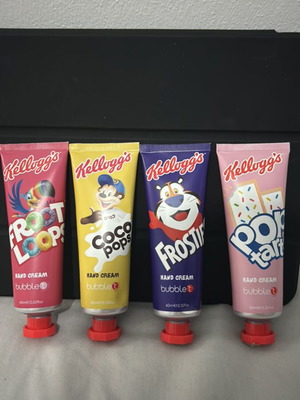 Kellogg's
FROOT
LOOPS
HAND CREAM
bubble t
Kellogg's
COCO
POPS
HAND CREAM
bubble t
Kellogg's
FROSTIES
HAND CREAM
bubble t
Kellogg's
pop
tarts
HAND CREAM
bubble t